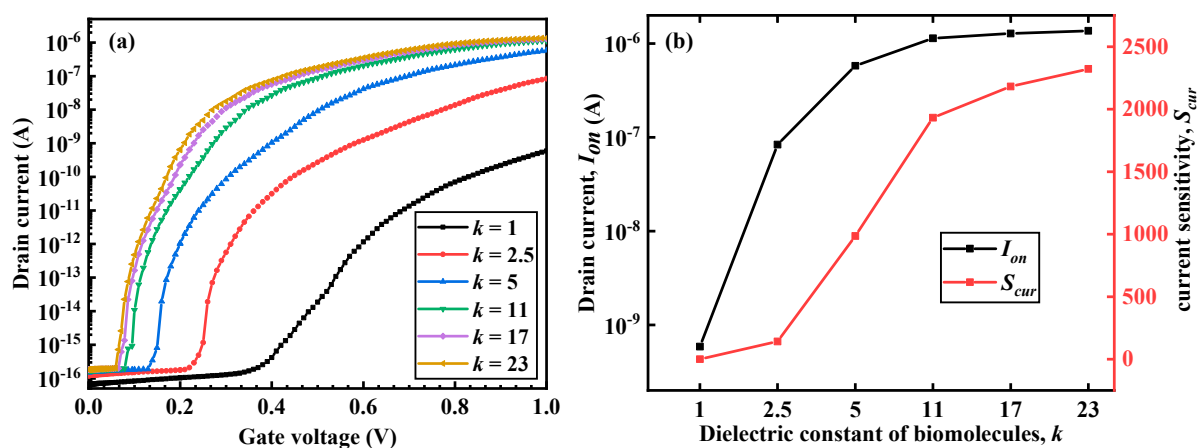 (a)
Drain current (A)
10⁻⁶
10⁻⁷
10⁻⁸
10⁻⁹
10⁻¹⁰
10⁻¹¹
10⁻¹²
10⁻¹³
10⁻¹⁴
10⁻¹⁵
10⁻¹⁶
k = 1
k = 2.5
k = 5
k = 11
k = 17
k = 23
0.0 0.2 0.4 0.6 0.8 1.0
Gate voltage (V)
(b)
Drain current, Ion (A)
10⁻⁶
10⁻⁷
10⁻⁸
10⁻⁹
Ion
Scur
2500
2000
1500
1000
500
0
current sensitivity, Scur
1 2.5 5 11 17 23
Dielectric constant of biomolecules, k